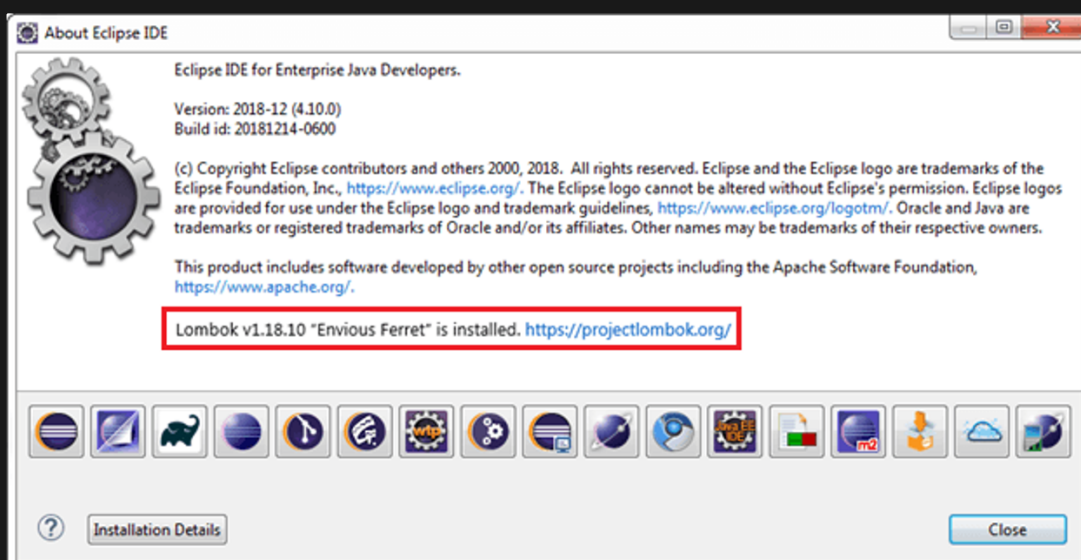 About Eclipse IDE
Eclipse IDE for Enterprise Java Developers.
Version: 2018-12 (4.10.0)
Build id: 20181214-0600
(c) Copyright Eclipse contributors and others 2000, 2018.  All rights reserved. Eclipse and the Eclipse logo are trademarks of the
Eclipse Foundation, Inc., https://www.eclipse.org/. The Eclipse logo cannot be altered without Eclipse's permission. Eclipse logos
are provided for use under the Eclipse logo and trademark guidelines, https://www.eclipse.org/logotm/. Oracle and Java are
trademarks or registered trademarks of Oracle and/or its affiliates. Other names may be trademarks of their respective owners.
This product includes software developed by other open source projects including the Apache Software Foundation,
https://www.apache.org/.
Lombok v1.18.10 “Envious Ferret” is installed. https://projectlombok.org/
wtp
Java EE
IDE
m2
?
Installation Details
Close